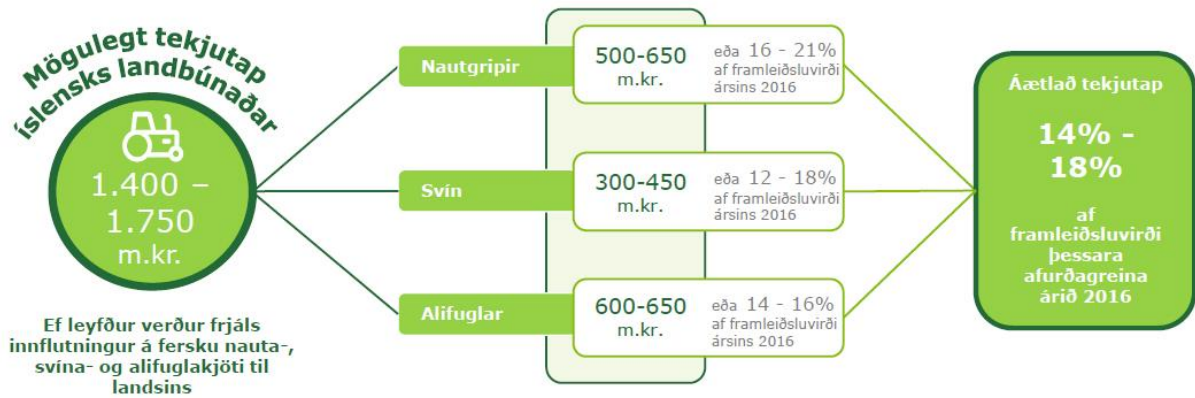 Mögulegt tekjutap
íslensks landbúnaðar
1.400 –
1.750
m.kr.
Ef leyfður verður frjáls
innflutningur á fersku nauta-,
svína- og alifuglakjöti til
landsins
Nautgripir
500-650
m.kr.
eða 16 - 21%
af framleiðsluvirði
ársins 2016
Svín
300-450
m.kr.
eða 12 - 18%
af framleiðsluvirði
ársins 2016
Alifuglar
600-650
m.kr.
eða 14 - 16%
af framleiðsluvirði
ársins 2016
Áætlað tekjutap
14% -
18%
af
framleiðsluvirði
þessara
afurðagreina
árið 2016